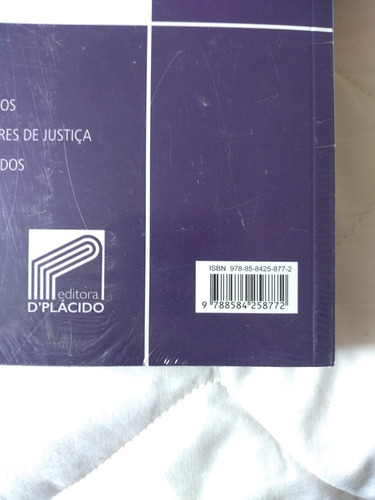 OS
RES DE JUSTIÇA
DOS
editora
D'PLÁCIDO
ISBN 978-85-8425-877-2
9 788584 258772